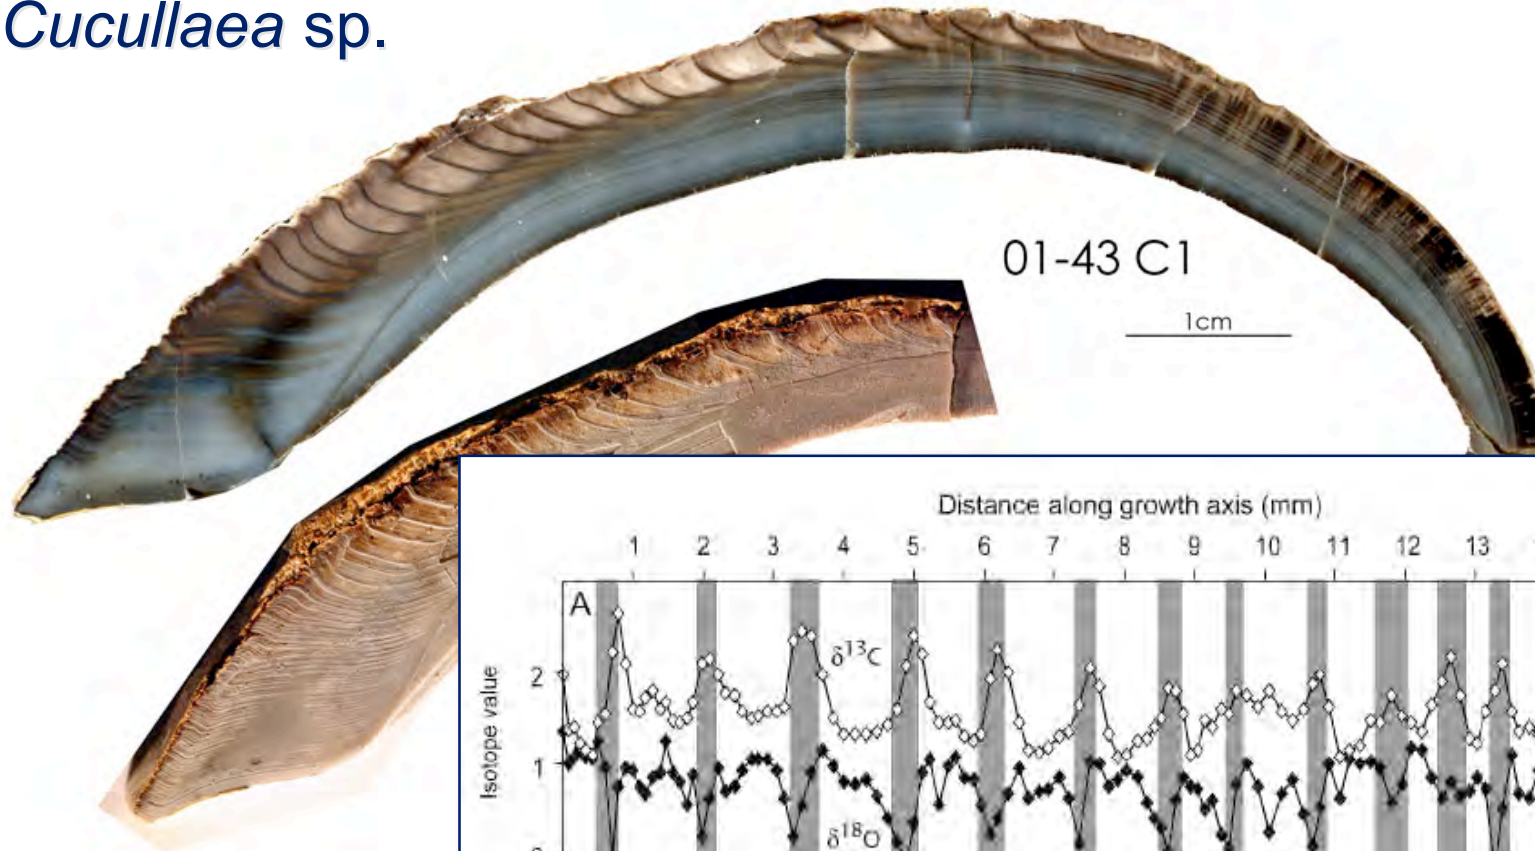 Cucullaea sp.
01-43 C1
1cm
Distance along growth axis (mm)
1 2 3 4 5 6 7 8 9 10 11 12 13
A
δ¹³C
2
Isotope value
1
δ¹⁸O